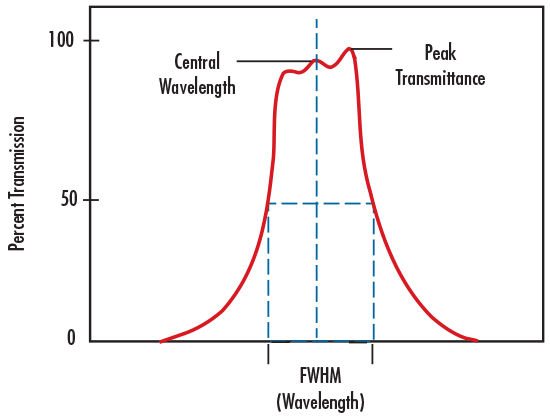 100
Central
Wavelength
Peak
Transmittance
Percent Transmission
50
0
FWHM
(Wavelength)